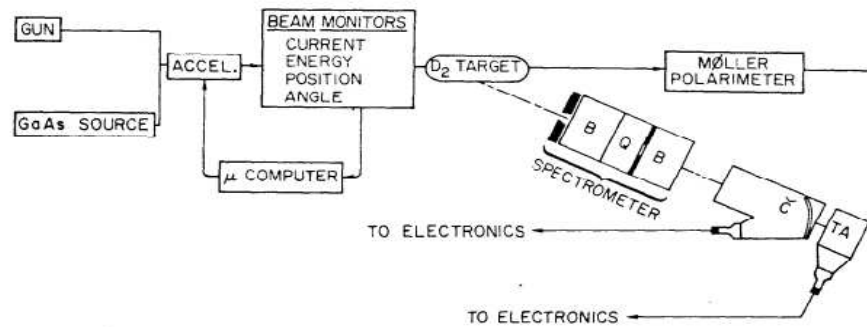 GUN
GaAs SOURCE
ACCEL.
BEAM MONITORS
CURRENT
ENERGY
POSITION
ANGLE
μ COMPUTER
D₂ TARGET
MØLLER
POLARIMETER
B
Q
B
SPECTROMETER
Č
TA
TO ELECTRONICS
TO ELECTRONICS